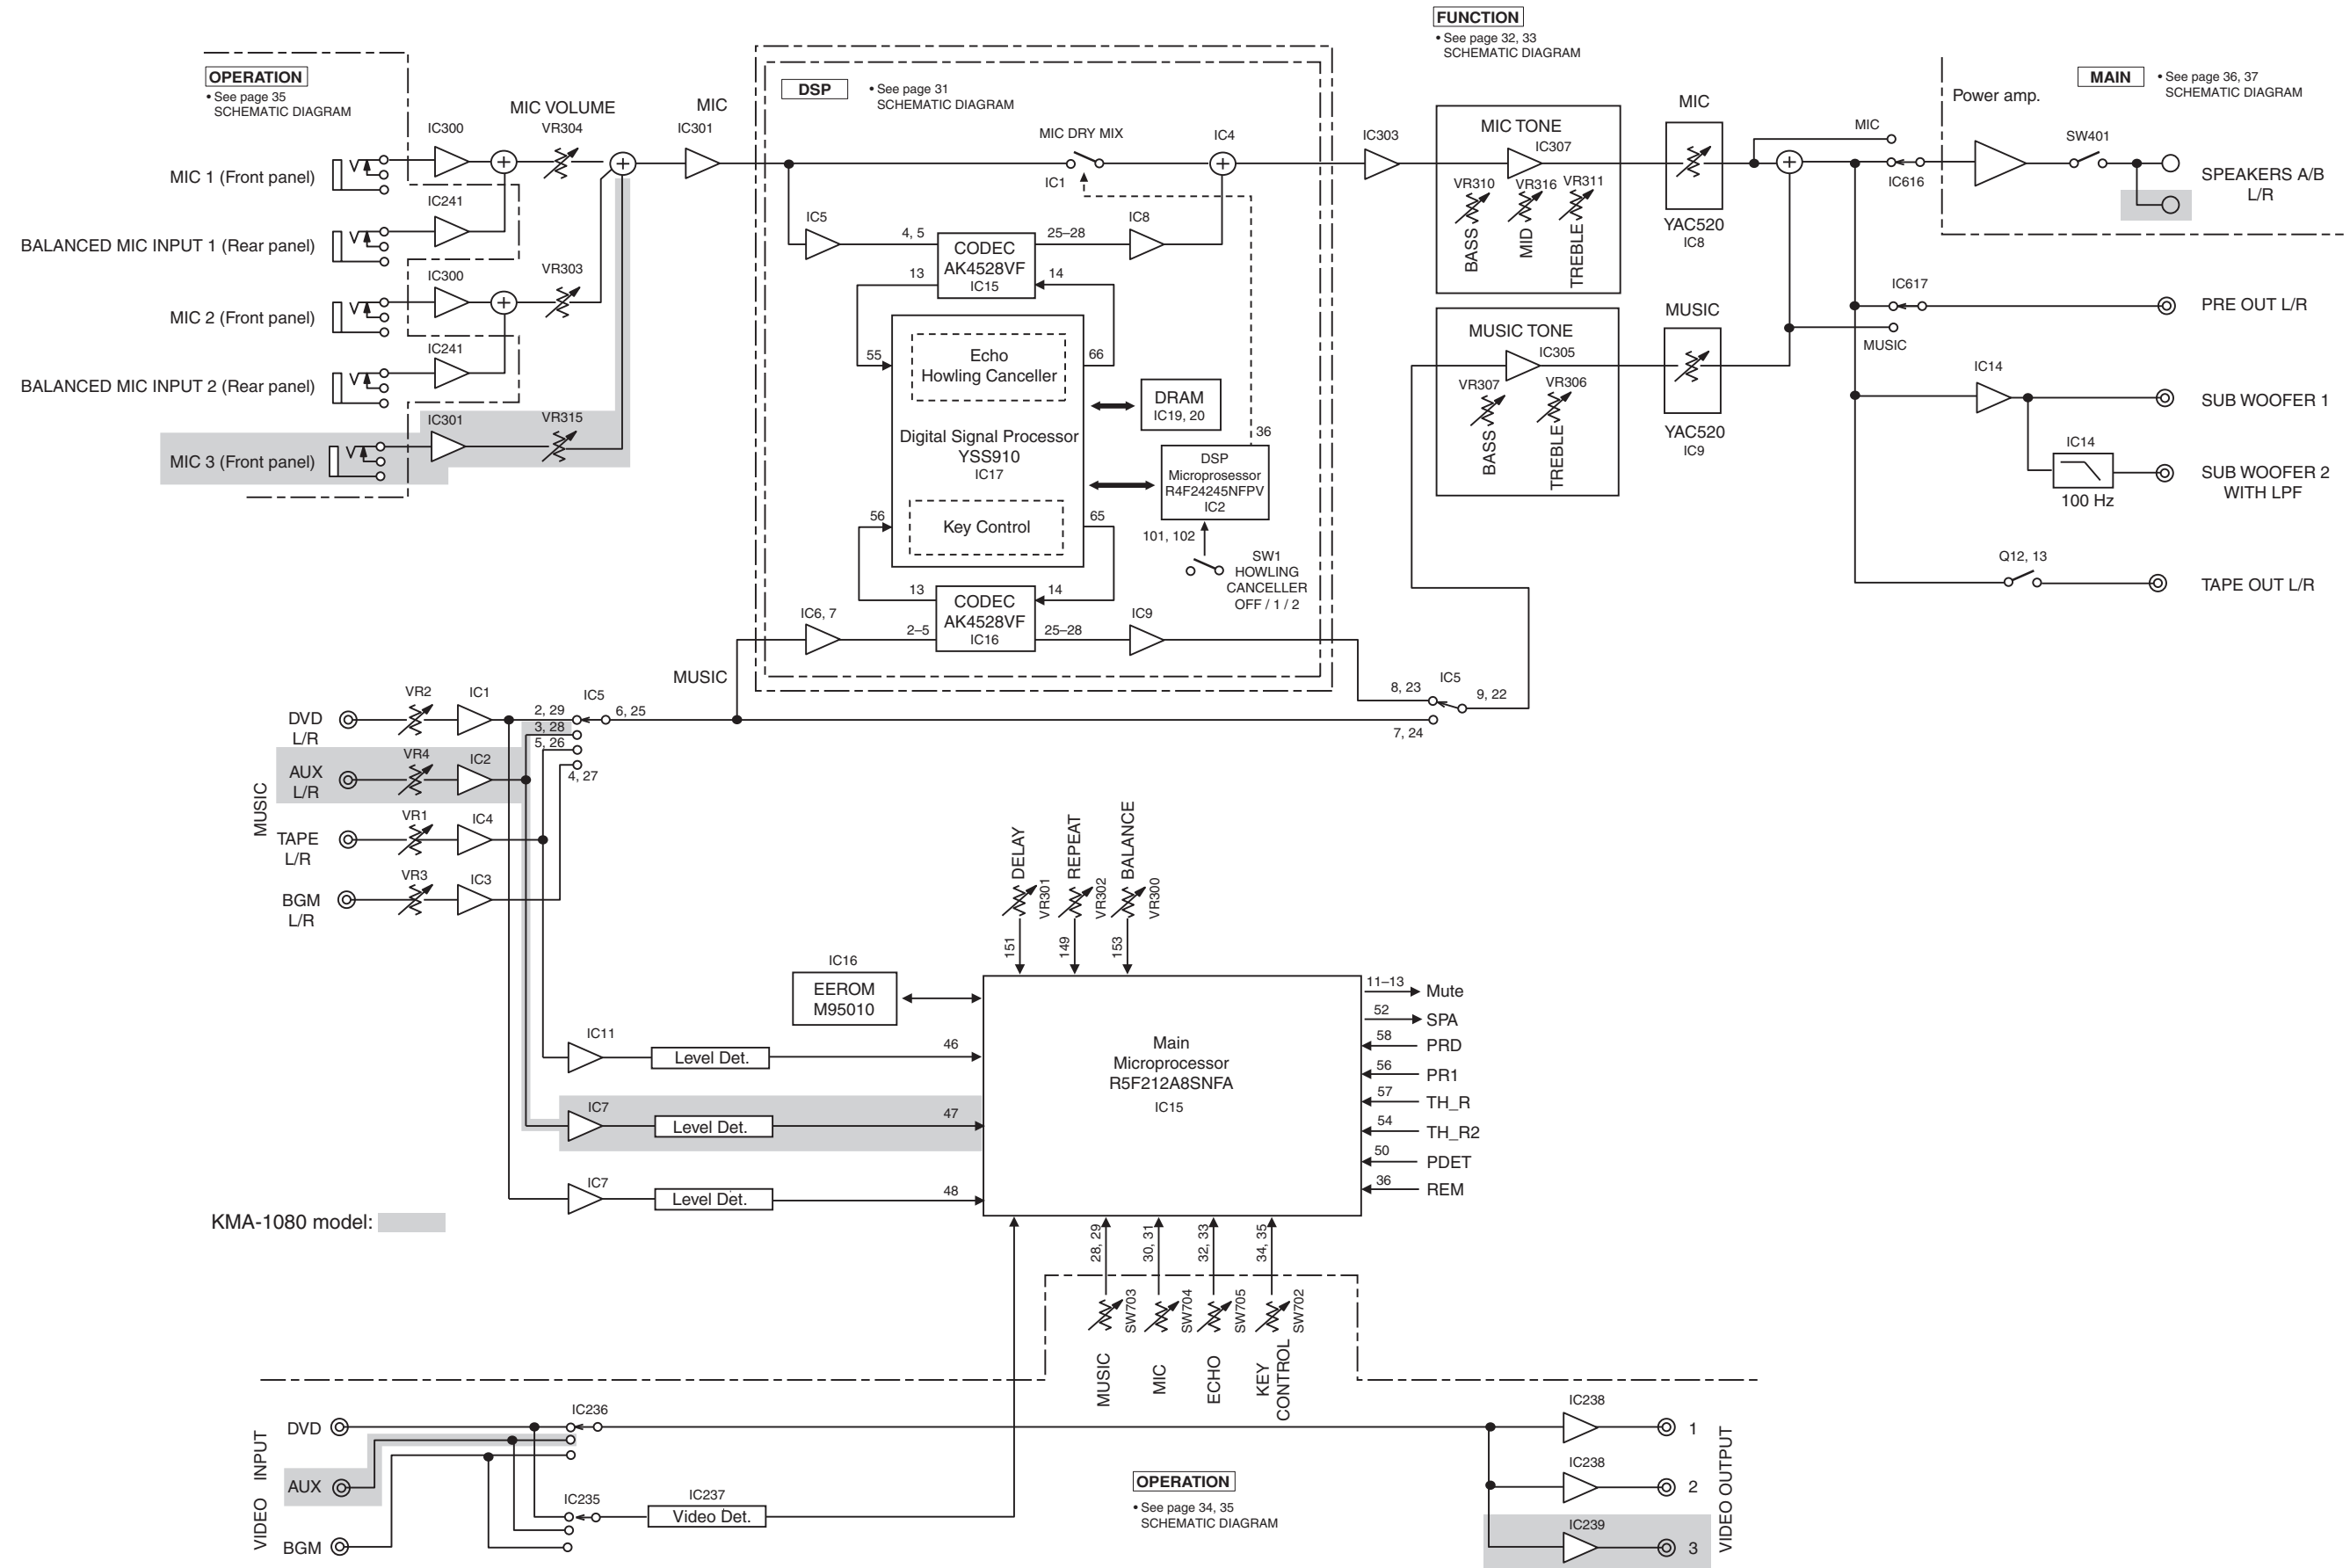 FUNCTION
• See page 32, 33
SCHEMATIC DIAGRAM
OPERATION
• See page 35
SCHEMATIC DIAGRAM
MIC VOLUME
IC300
VR304
MIC
IC301
MIC 1 (Front panel)
IC241
BALANCED MIC INPUT 1 (Rear panel)
IC300
VR303
MIC 2 (Front panel)
IC241
BALANCED MIC INPUT 2 (Rear panel)
IC301
VR315
MIC 3 (Front panel)
DSP
• See page 31
SCHEMATIC DIAGRAM
MIC DRY MIX
IC1
IC4
IC5
4, 5
CODEC
AK4528VF
IC15
25–28
IC8
13
14
55
Echo
Howling Canceller
66
DRAM
IC19, 20
Digital Signal Processor
YSS910
IC17
36
DSP
Microprosessor
R4F24245NFPV
IC2
56
Key Control
65
101, 102
SW1
HOWLING
CANCELLER
OFF / 1 / 2
13
CODEC
AK4528VF
IC16
14
IC6, 7
2–5
25–28
IC9
IC303
MIC TONE
IC307
VR310
VR316
VR311
BASS
MID
TREBLE
MIC
YAC520
IC8
MUSIC TONE
IC305
VR307
VR306
BASS
TREBLE
MUSIC
YAC520
IC9
MAIN
• See page 36, 37
SCHEMATIC DIAGRAM
Power amp.
MIC
IC616
SW401
SPEAKERS A/B
L/R
IC617
PRE OUT L/R
MUSIC
IC14
SUB WOOFER 1
IC14
100 Hz
SUB WOOFER 2
WITH LPF
Q12, 13
TAPE OUT L/R
MUSIC
MUSIC
DVD
L/R
VR2
IC1
2, 29
IC5
6, 25
3, 28
5, 26
4, 27
AUX
L/R
VR4
IC2
TAPE
L/R
VR1
IC4
BGM
L/R
VR3
IC3
8, 23
IC5
9, 22
7, 24
DELAY
VR301
REPEAT
VR302
BALANCE
VR300
151
149
153
IC16
EEROM
M95010
IC11
Level Det.
46
IC7
Level Det.
47
IC7
Level Det.
48
Main
Microprocessor
R5F212A8SNFA
IC15
11–13
Mute
52
SPA
58
PRD
56
PR1
57
TH_R
54
TH_R2
50
PDET
36
REM
KMA-1080 model:
28, 29
30, 31
32, 33
34, 35
SW703
SW704
SW705
SW702
MUSIC
MIC
ECHO
KEY
CONTROL
VIDEO INPUT
DVD
IC236
AUX
BGM
IC235
IC237
Video Det.
OPERATION
• See page 34, 35
SCHEMATIC DIAGRAM
IC238
1
IC238
2
IC239
3
VIDEO OUTPUT